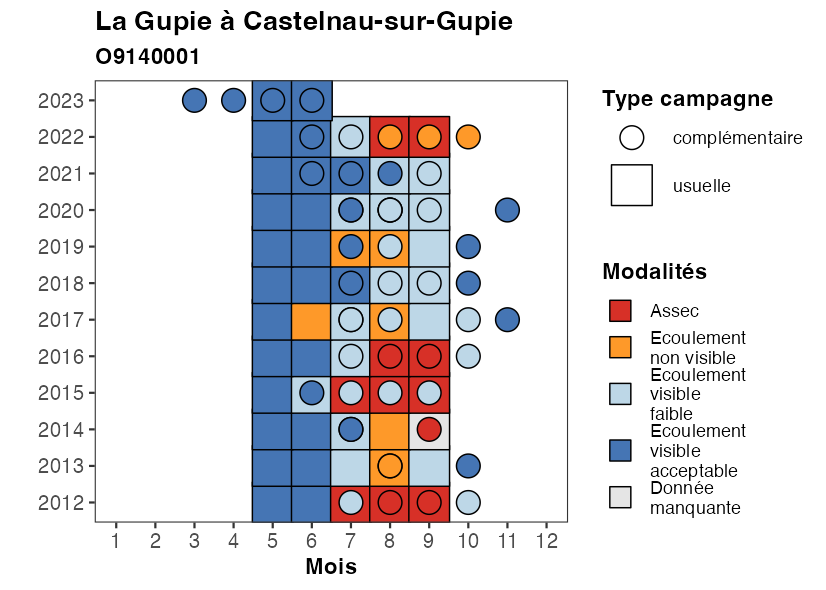 La Gupie à Castelnau-sur-Gupie
O9140001
2023
2022
2021
2020
2019
2018
2017
2016
2015
2014
2013
2012
1 2 3 4 5 6 7 8 9 10 11 12
Mois
Type campagne
complémentaire
usuelle
Modalités
Assec
Ecoulement
non visible
Ecoulement
visible
faible
Ecoulement
visible
acceptable
Donnée
manquante